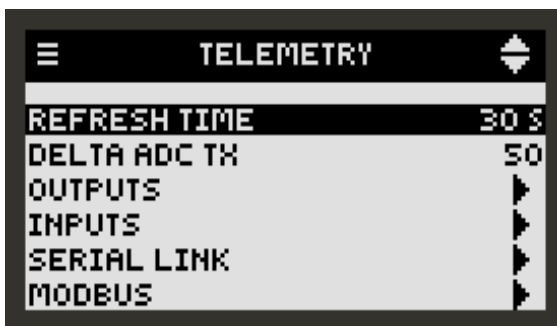 TELEMETRY
REFRESH TIME 30 S
DELTA ADC TX 50
OUTPUTS
INPUTS
SERIAL LINK
MODBUS